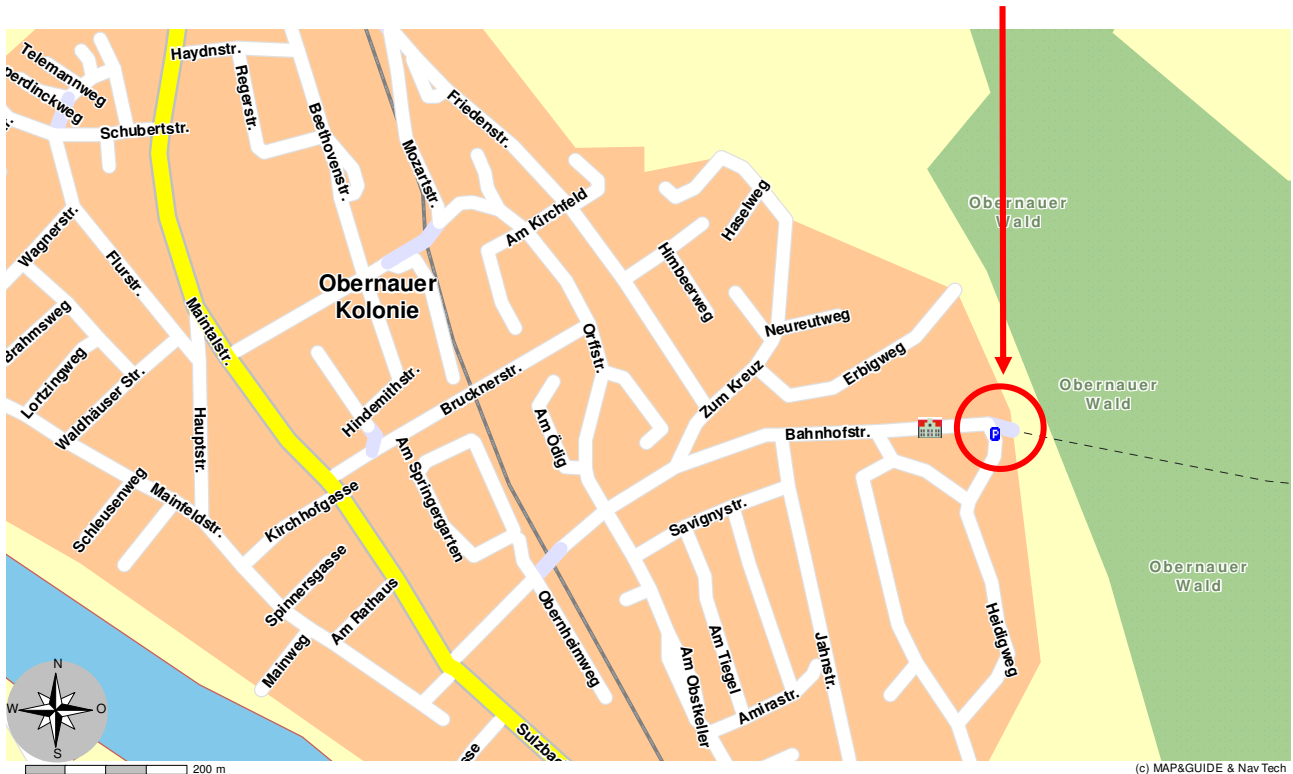 Telemannweg
perdinckweg
Haydnstr.
Regerstr.
Schubertstr.
Beethovenstr.
Mozartstr.
Friedenstr.
Am Kirchfeld
Haselweg
Himbeerweg
Obernauer
Wald
Wagnerstr.
Flurstr.
Maintalstr.
Obernauer
Kolonie
Brahmsweg
Lortzingweg
Waldhäuser Str.
Hauptstr.
Hindemithstr.
Brucknerstr.
Orffstr.
Neureutweg
Erbigweg
Zum Kreuz
Obernauer
Wald
Bahnhofstr.
P
Am Ödig
Am Springergarten
Schleusenweg
Mainfeldstr.
Kirchhofgasse
Savignystr.
Spinnersgasse
Am Rathaus
Mainweg
Obernheimweg
Am Obstkeller
Am Tiegel
Amirastr.
Jahnstr.
Heidigweg
Obernauer
Wald
Sulzbac
sse
N
W
O
S
200 m
(c) MAP&GUIDE & Nav Tech